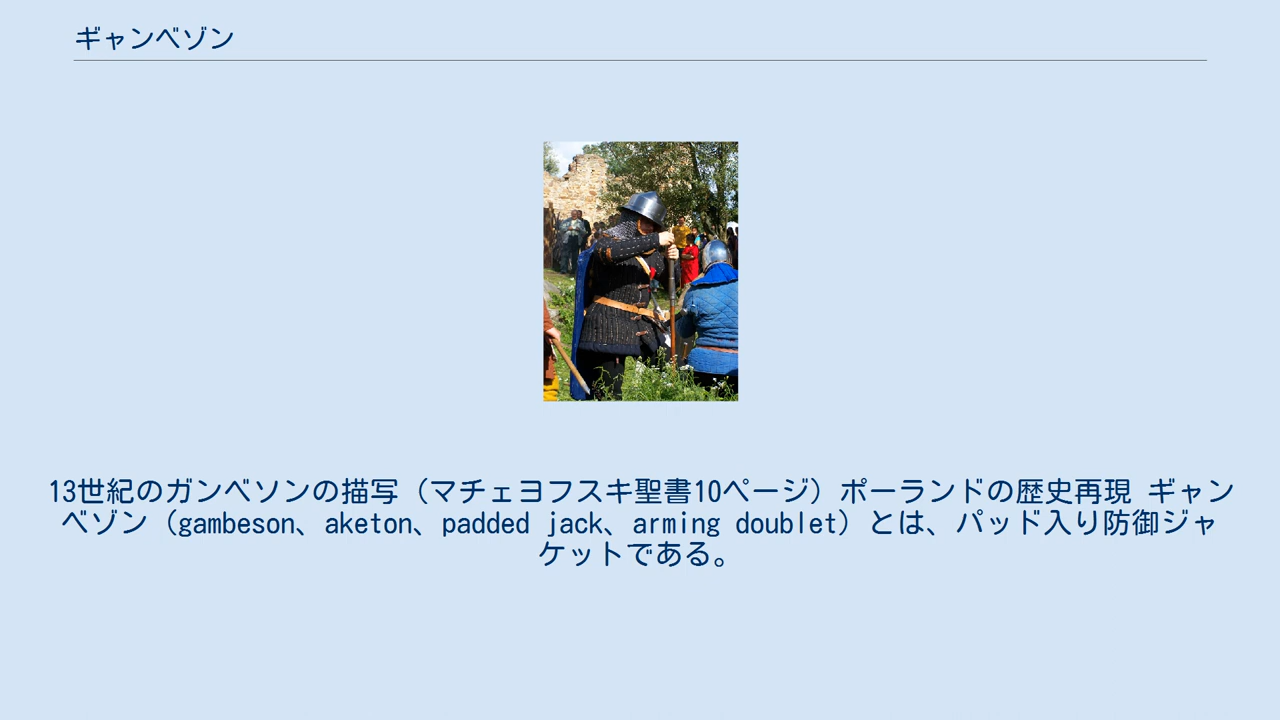 ギャンベゾン
13世紀のガンベソンの描写（マチェヨフスキ聖書10ページ）ポーランドの歴史再現 ギャン
ベゾン（gambeson、aketon、padded jack、arming doublet）とは、パッド入り防御ジャ
ケットである。